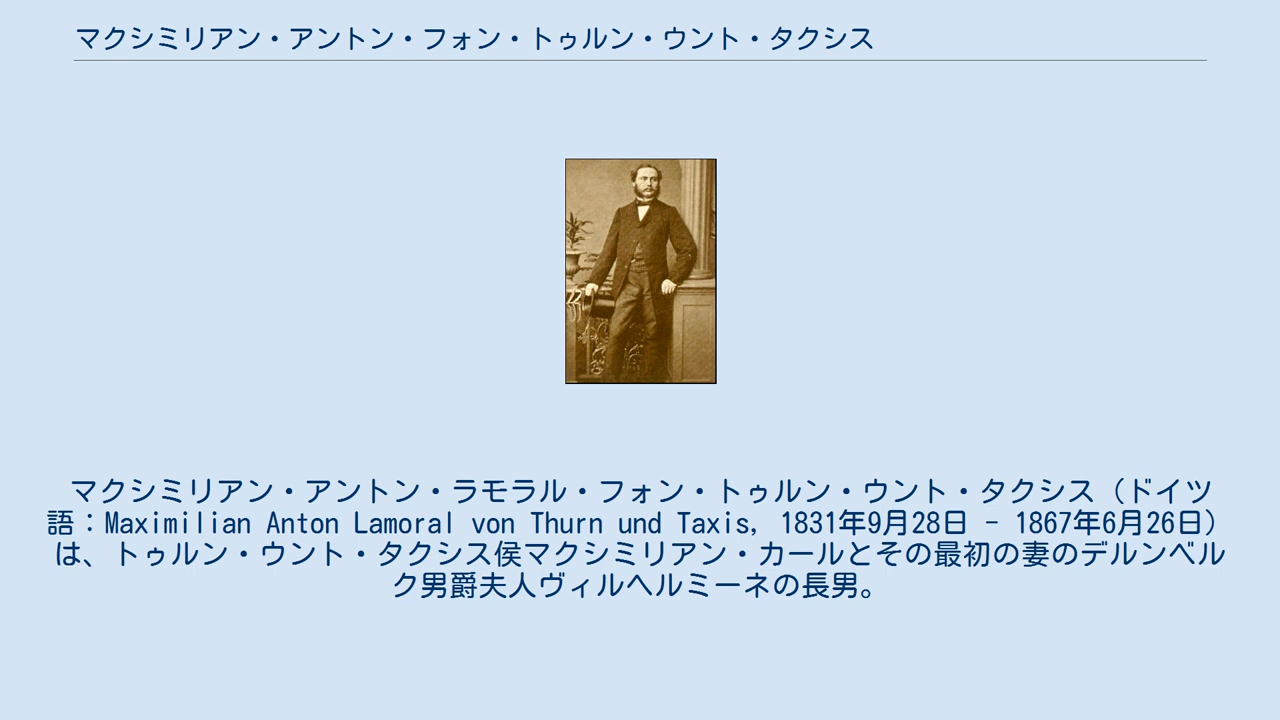 マクシミリアン・アントン・フォン・トゥルン・ウント・タクシス
マクシミリアン・アントン・ラモラル・フォン・トゥルン・ウント・タクシス（ドイツ
語：Maximilian Anton Lamoral von Thurn und Taxis, 1831年9月28日 - 1867年6月26日）
は、トゥルン・ウント・タクシス侯マクシミリアン・カールとその最初の妻のデルンベル
ク男爵夫人ヴィルヘルミーネの長男。